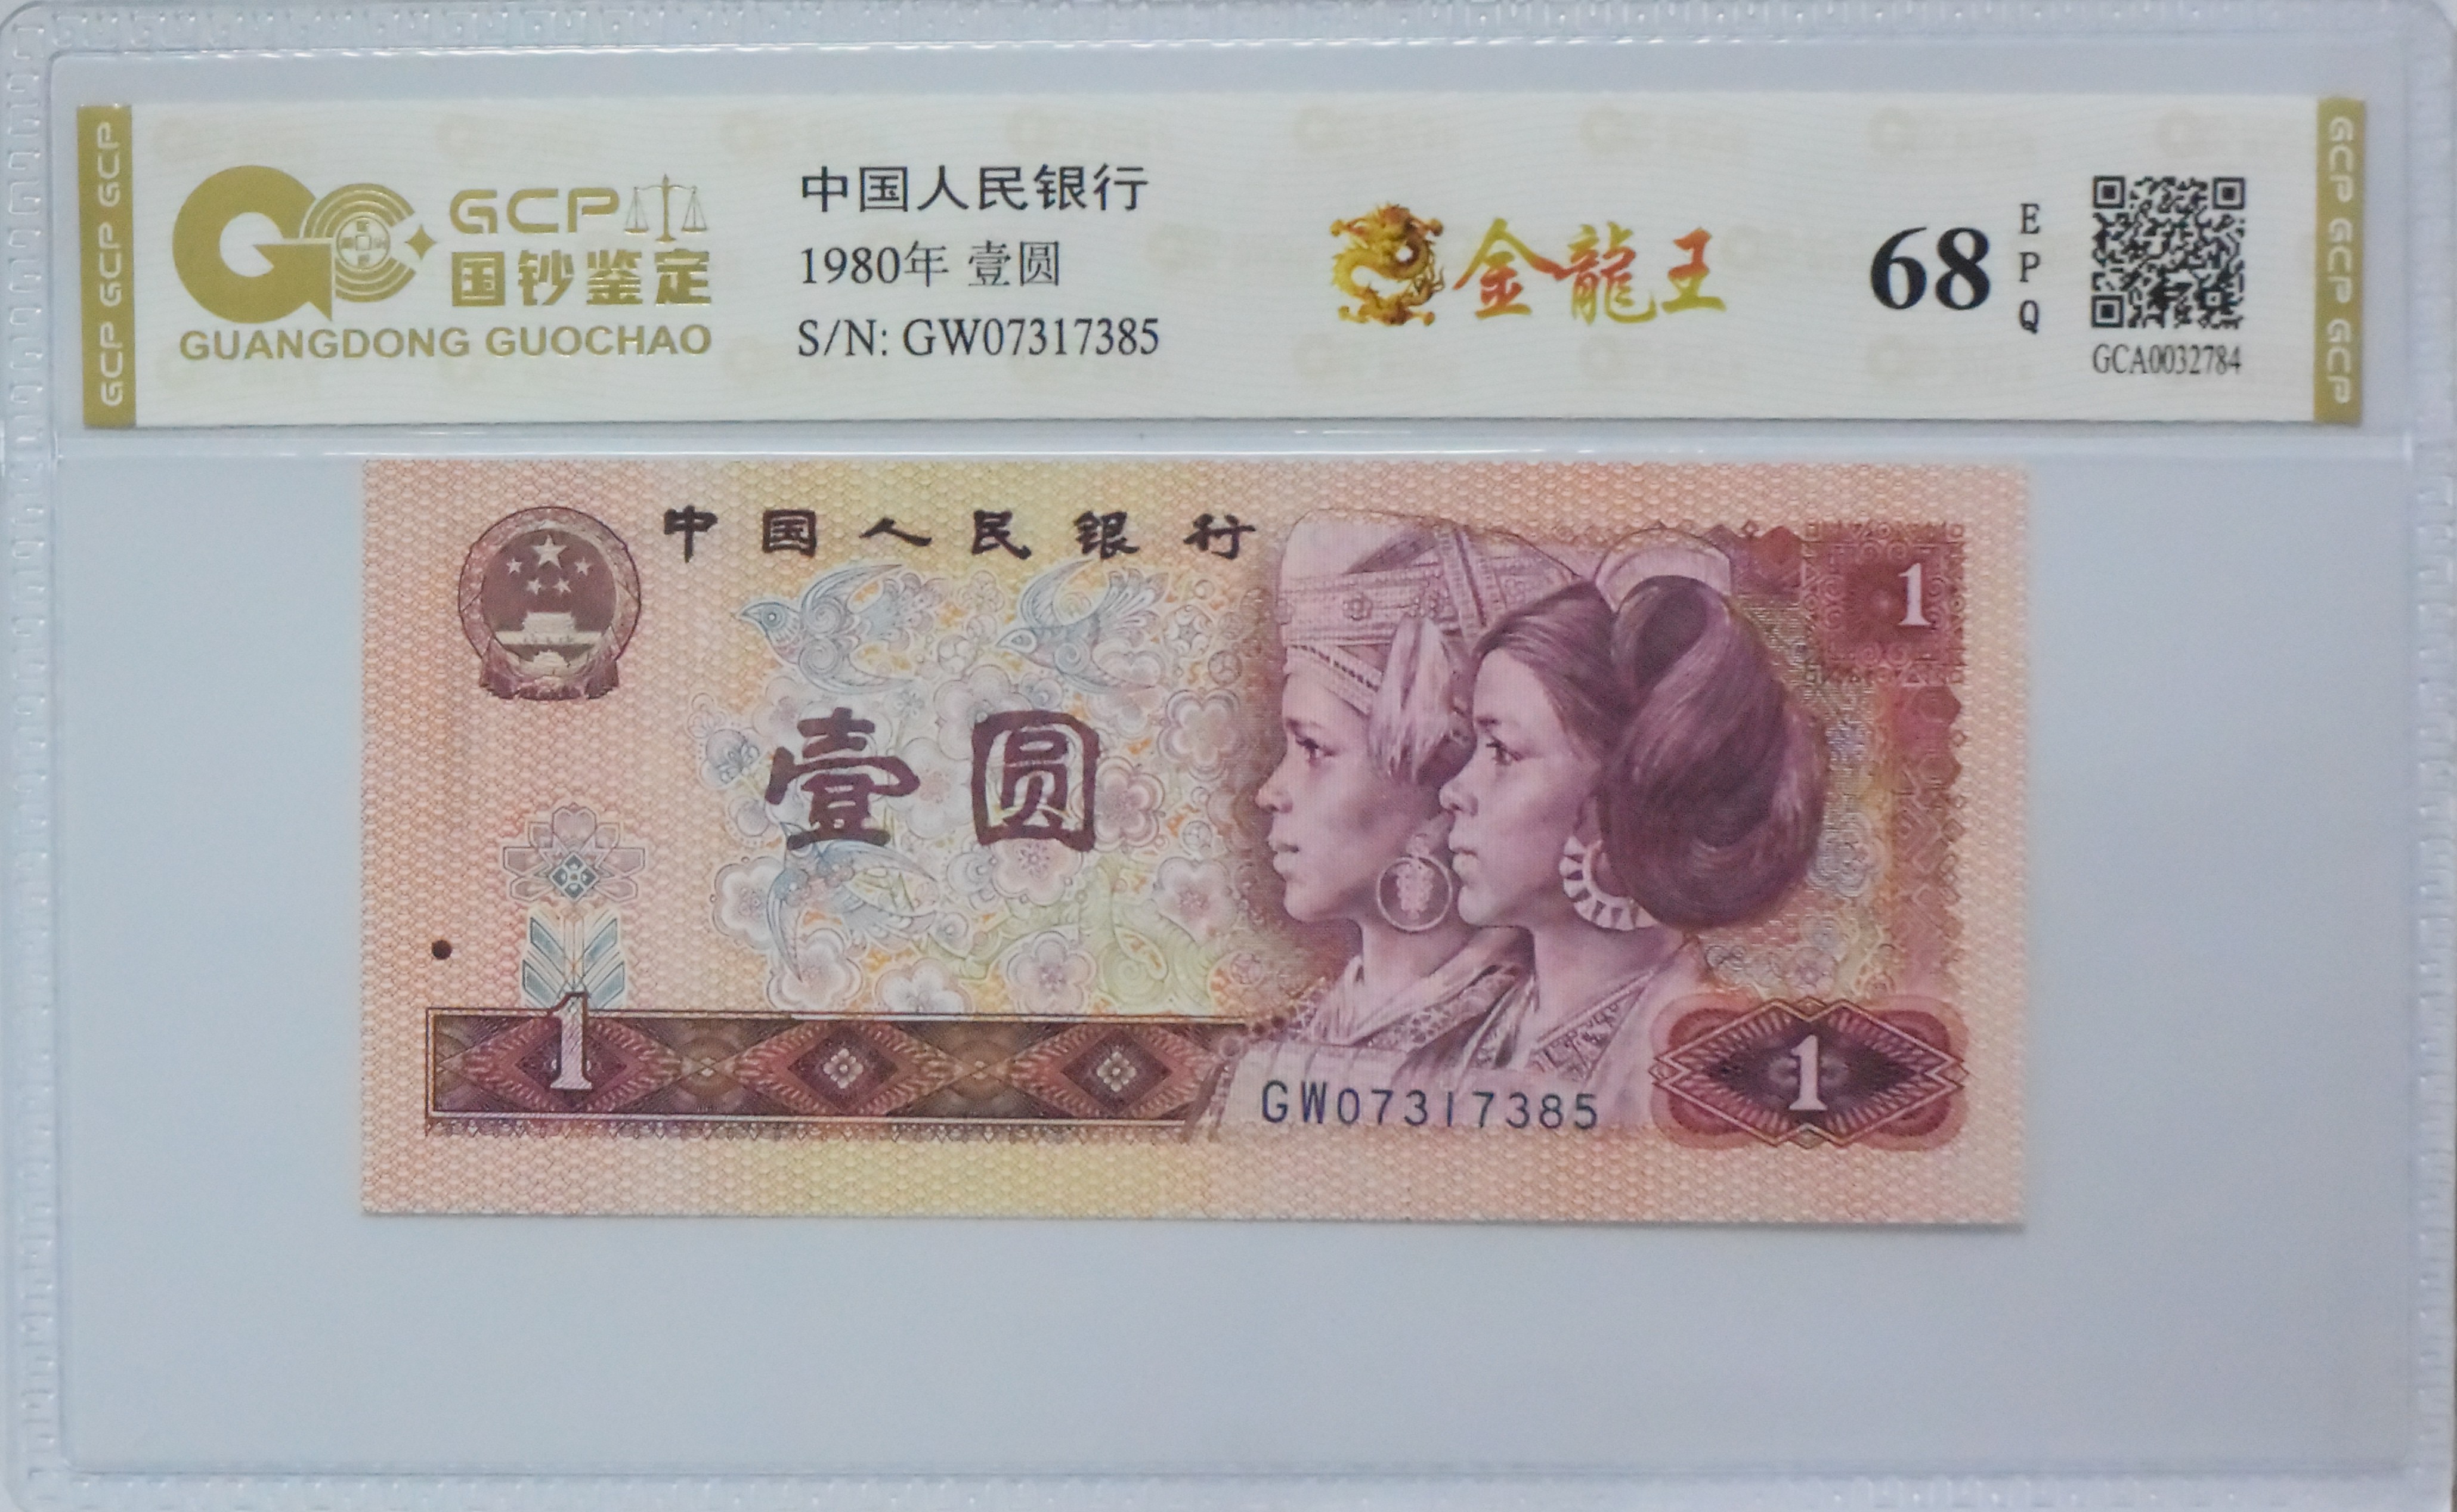 GCP GCP GCP
GCP
国钞鉴定
GUANGDONG GUOCHAO
中国人民银行
1980年 壹圆
S/N: GW07317385
金龍王
68
E
P
Q
GCA0032784
GCP GCP GCP
中国人民银行
1
壹圆
1
1
GW07317385